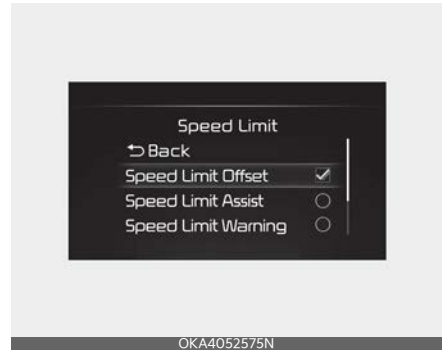 Speed Limit
Back
Speed Limit Offset
Speed Limit Assist
Speed Limit Warning
OKA4052575N